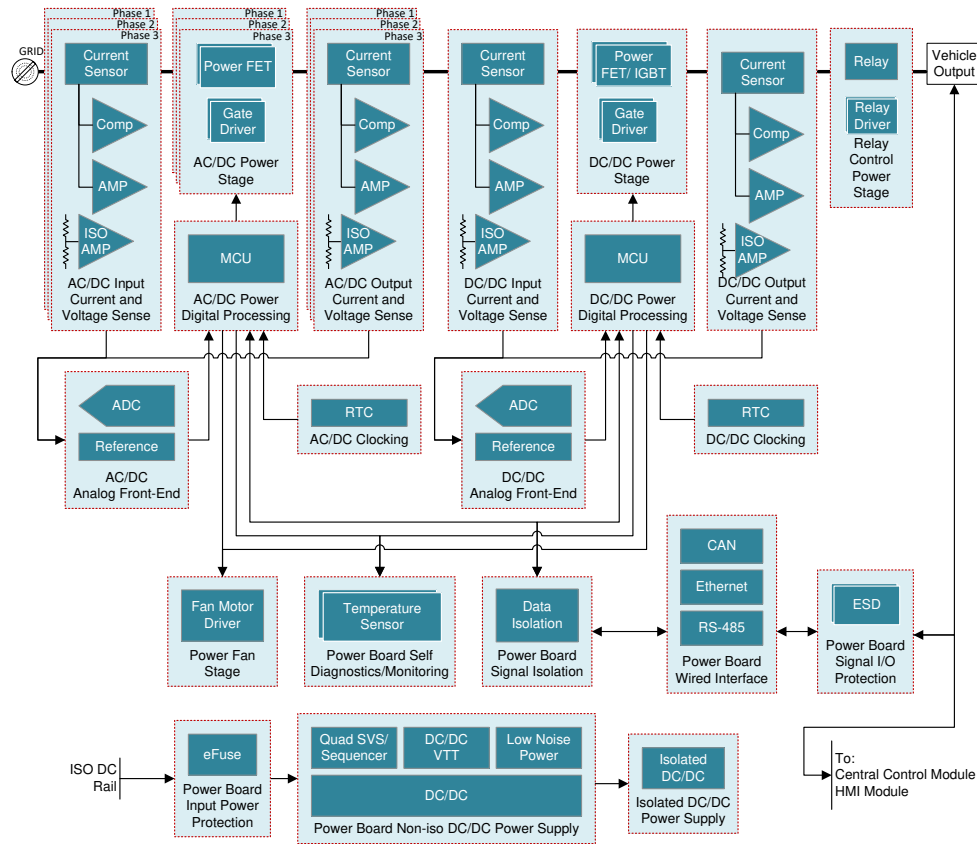 Phase 1
Phase 2
Phase 3
Phase 1
Phase 2
Phase 3
Phase 1
Phase 2
Phase 3
GRID
Current
Sensor
Comp
AMP
ISO
AMP
AC/DC Input
Current and
Voltage Sense
Power FET
Gate
Driver
AC/DC Power
Stage
MCU
AC/DC Power
Digital Processing
Current
Sensor
Comp
AMP
ISO
AMP
AC/DC Output
Current and
Voltage Sense
Current
Sensor
Comp
AMP
ISO
AMP
DC/DC Input
Current and
Voltage Sense
Power
FET/ IGBT
Gate
Driver
DC/DC Power
Stage
MCU
DC/DC Power
Digital Processing
Current
Sensor
Comp
AMP
ISO
AMP
DC/DC Output
Current and
Voltage Sense
Relay
Relay
Driver
Relay
Control
Power
Stage
Vehicle
Output
ADC
Reference
AC/DC
Analog Front-End
RTC
AC/DC Clocking
ADC
Reference
DC/DC
Analog Front-End
RTC
DC/DC Clocking
Fan Motor
Driver
Power Fan
Stage
Temperature
Sensor
Power Board Self
Diagnostics/Monitoring
Data
Isolation
Power Board
Signal Isolation
CAN
Ethernet
RS-485
Power Board
Wired Interface
ESD
Power Board
Signal I/O
Protection
ISO DC
Rail
eFuse
Power Board
Input Power
Protection
Quad SVS/
Sequencer
DC/DC
VTT
Low Noise
Power
DC/DC
Power Board Non-iso DC/DC Power Supply
Isolated
DC/DC
Isolated DC/DC
Power Supply
To:
Central Control Module
HMI Module